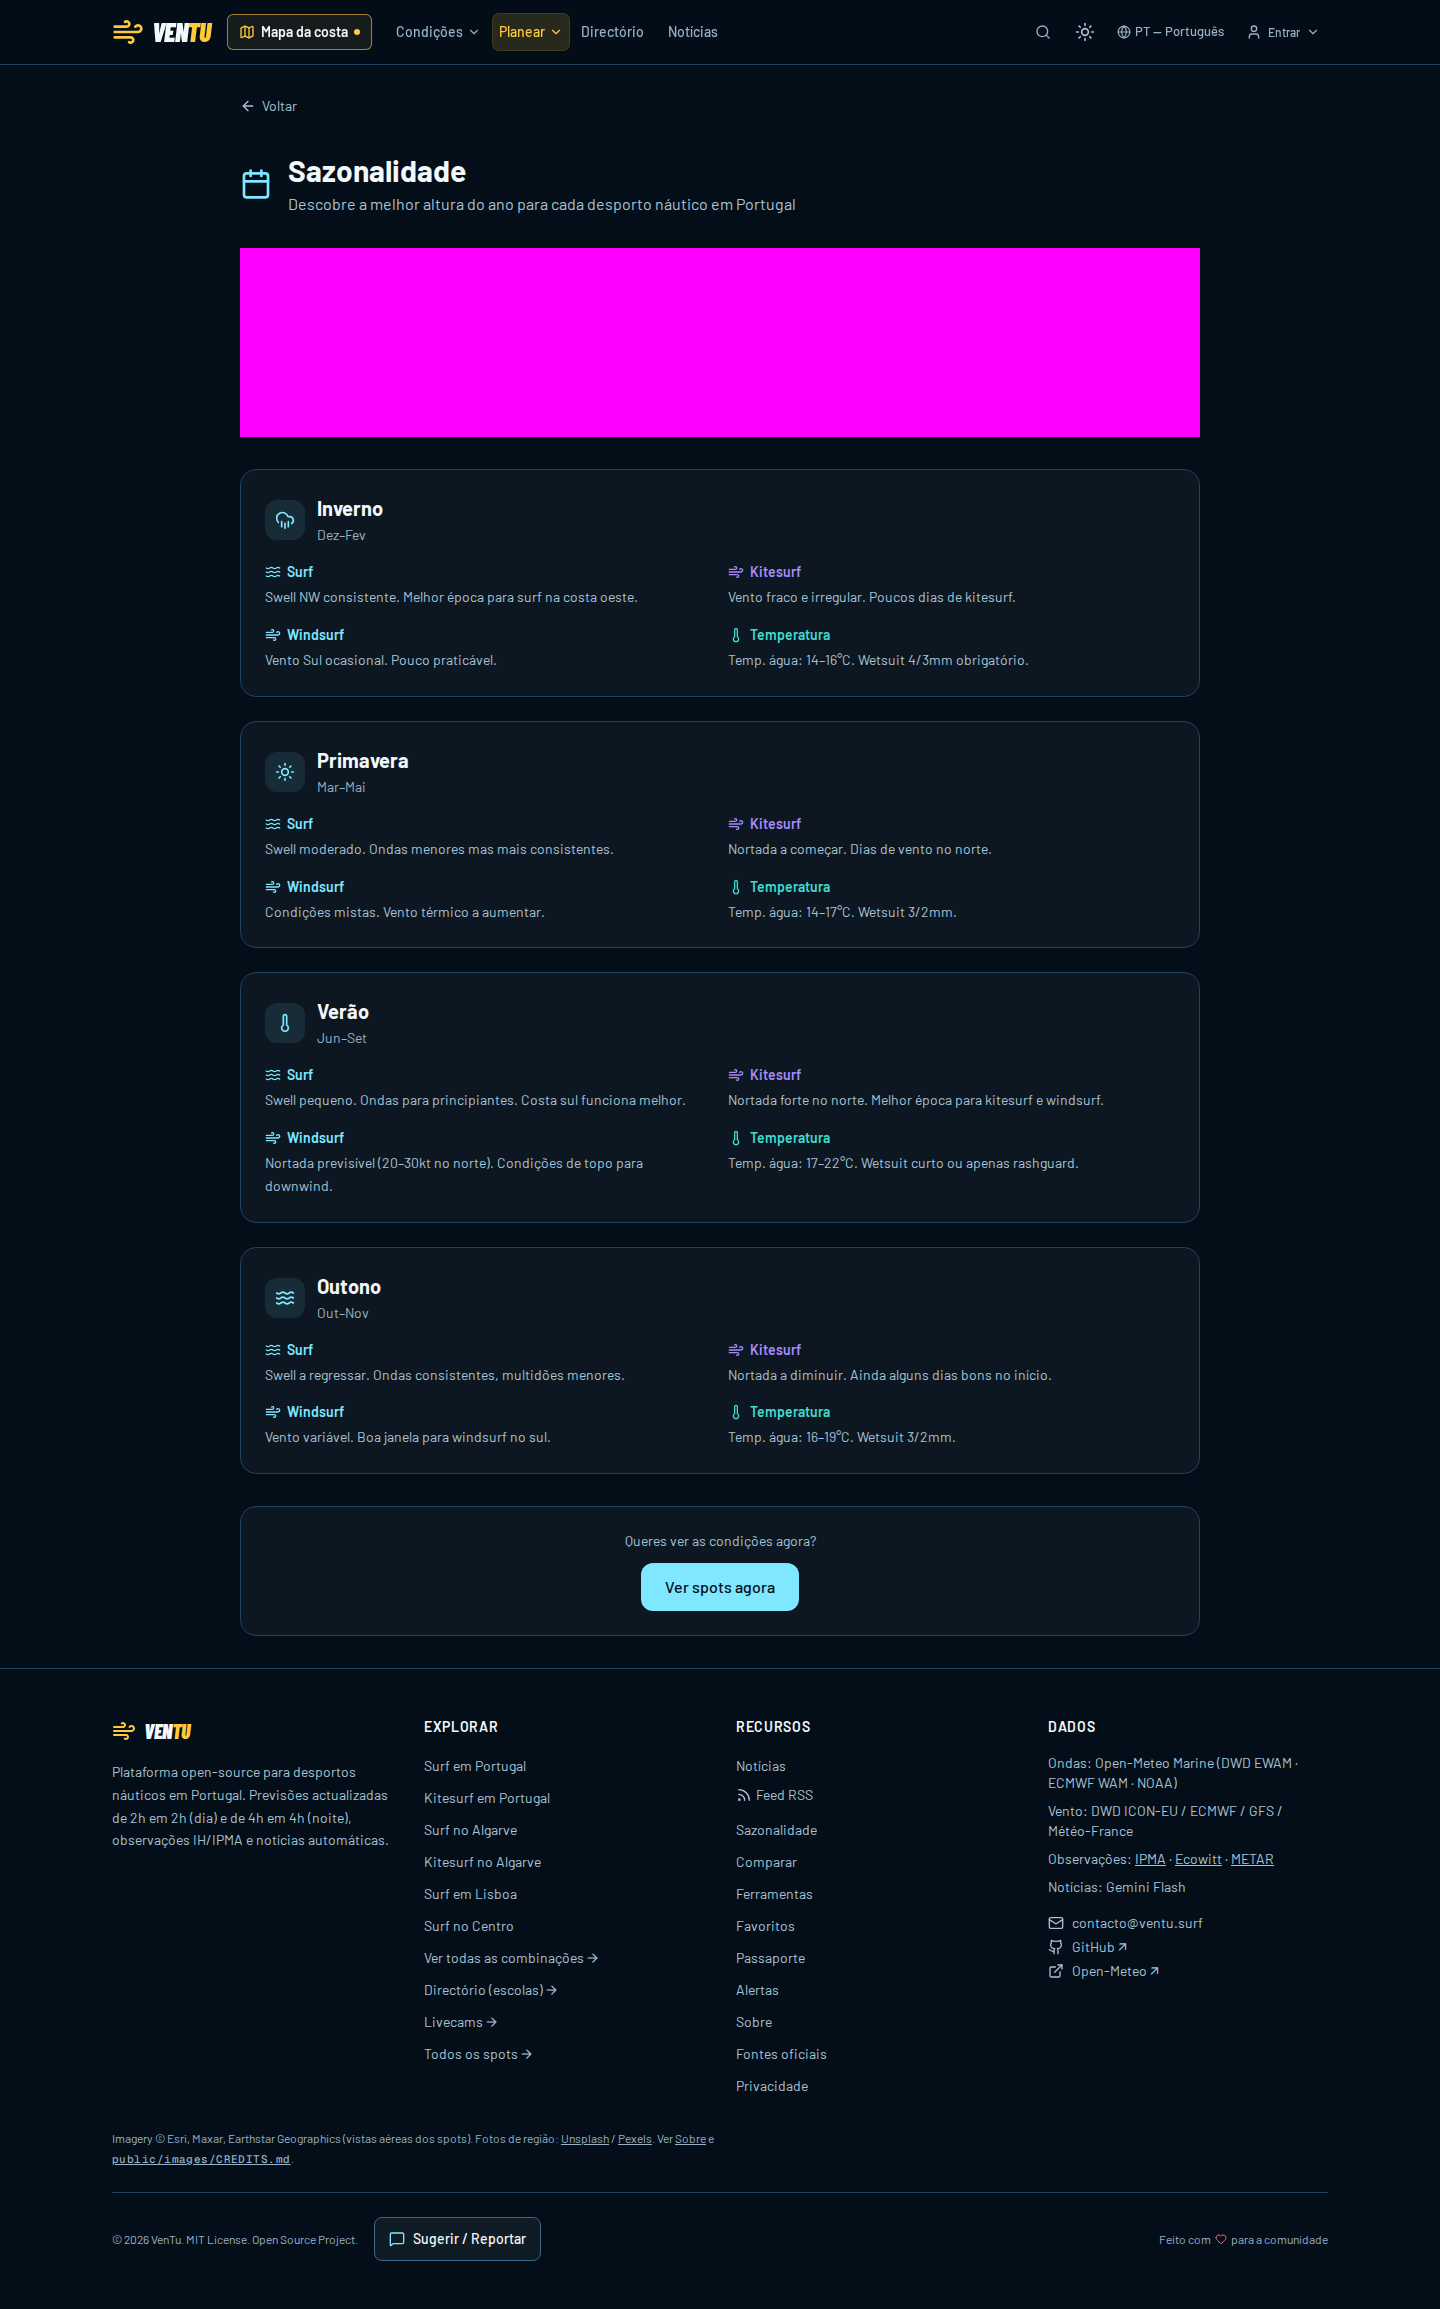 VENTU
Mapa da costa
Condições
Planear
Directório
Notícias
PT — Português
Entrar
Voltar
Sazonalidade
Descobre a melhor altura do ano para cada desporto náutico em Portugal
Inverno
Dez–Fev
Surf
Swell NW consistente. Melhor época para surf na costa oeste.
Kitesurf
Vento fraco e irregular. Poucos dias de kitesurf.
Windsurf
Vento Sul ocasional. Pouco praticável.
Temperatura
Temp. água: 14–16°C. Wetsuit 4/3mm obrigatório.
Primavera
Mar–Mai
Surf
Swell moderado. Ondas menores mas mais consistentes.
Kitesurf
Nortada a começar. Dias de vento no norte.
Windsurf
Condições mistas. Vento térmico a aumentar.
Temperatura
Temp. água: 14–17°C. Wetsuit 3/2mm.
Verão
Jun–Set
Surf
Swell pequeno. Ondas para principiantes. Costa sul funciona melhor.
Kitesurf
Nortada forte no norte. Melhor época para kitesurf e windsurf.
Windsurf
Nortada previsível (20–30kt no norte). Condições de topo para
downwind.
Temperatura
Temp. água: 17–22°C. Wetsuit curto ou apenas rashguard.
Outono
Out–Nov
Surf
Swell a regressar. Ondas consistentes, multidões menores.
Kitesurf
Nortada a diminuir. Ainda alguns dias bons no início.
Windsurf
Vento variável. Boa janela para windsurf no sul.
Temperatura
Temp. água: 16–19°C. Wetsuit 3/2mm.
Queres ver as condições agora?
Ver spots agora
VENTU
Plataforma open-source para desportos
náuticos em Portugal. Previsões actualizadas
de 2h em 2h (dia) e de 4h em 4h (noite),
observações IH/IPMA e notícias automáticas.
EXPLORAR
Surf em Portugal
Kitesurf em Portugal
Surf no Algarve
Kitesurf no Algarve
Surf em Lisboa
Surf no Centro
Ver todas as combinações →
Directório (escolas) →
Livecams →
Todos os spots →
RECURSOS
Notícias
Feed RSS
Sazonalidade
Comparar
Ferramentas
Favoritos
Passaporte
Alertas
Sobre
Fontes oficiais
Privacidade
DADOS
Ondas: Open-Meteo Marine (DWD EWAM ·
ECMWF WAM · NOAA)
Vento: DWD ICON-EU / ECMWF / GFS /
Météo-France
Observações: IPMA · Ecowitt · METAR
Notícias: Gemini Flash
contacto@ventu.surf
GitHub ↗
Open-Meteo ↗
Imagery © Esri, Maxar, Earthstar Geographics (vistas aéreas dos spots). Fotos de região: Unsplash / Pexels. Ver Sobre e
public/images/CREDITS.md.
© 2026 VenTu. MIT License. Open Source Project.
Sugerir / Reportar
Feito com ♡ para a comunidade